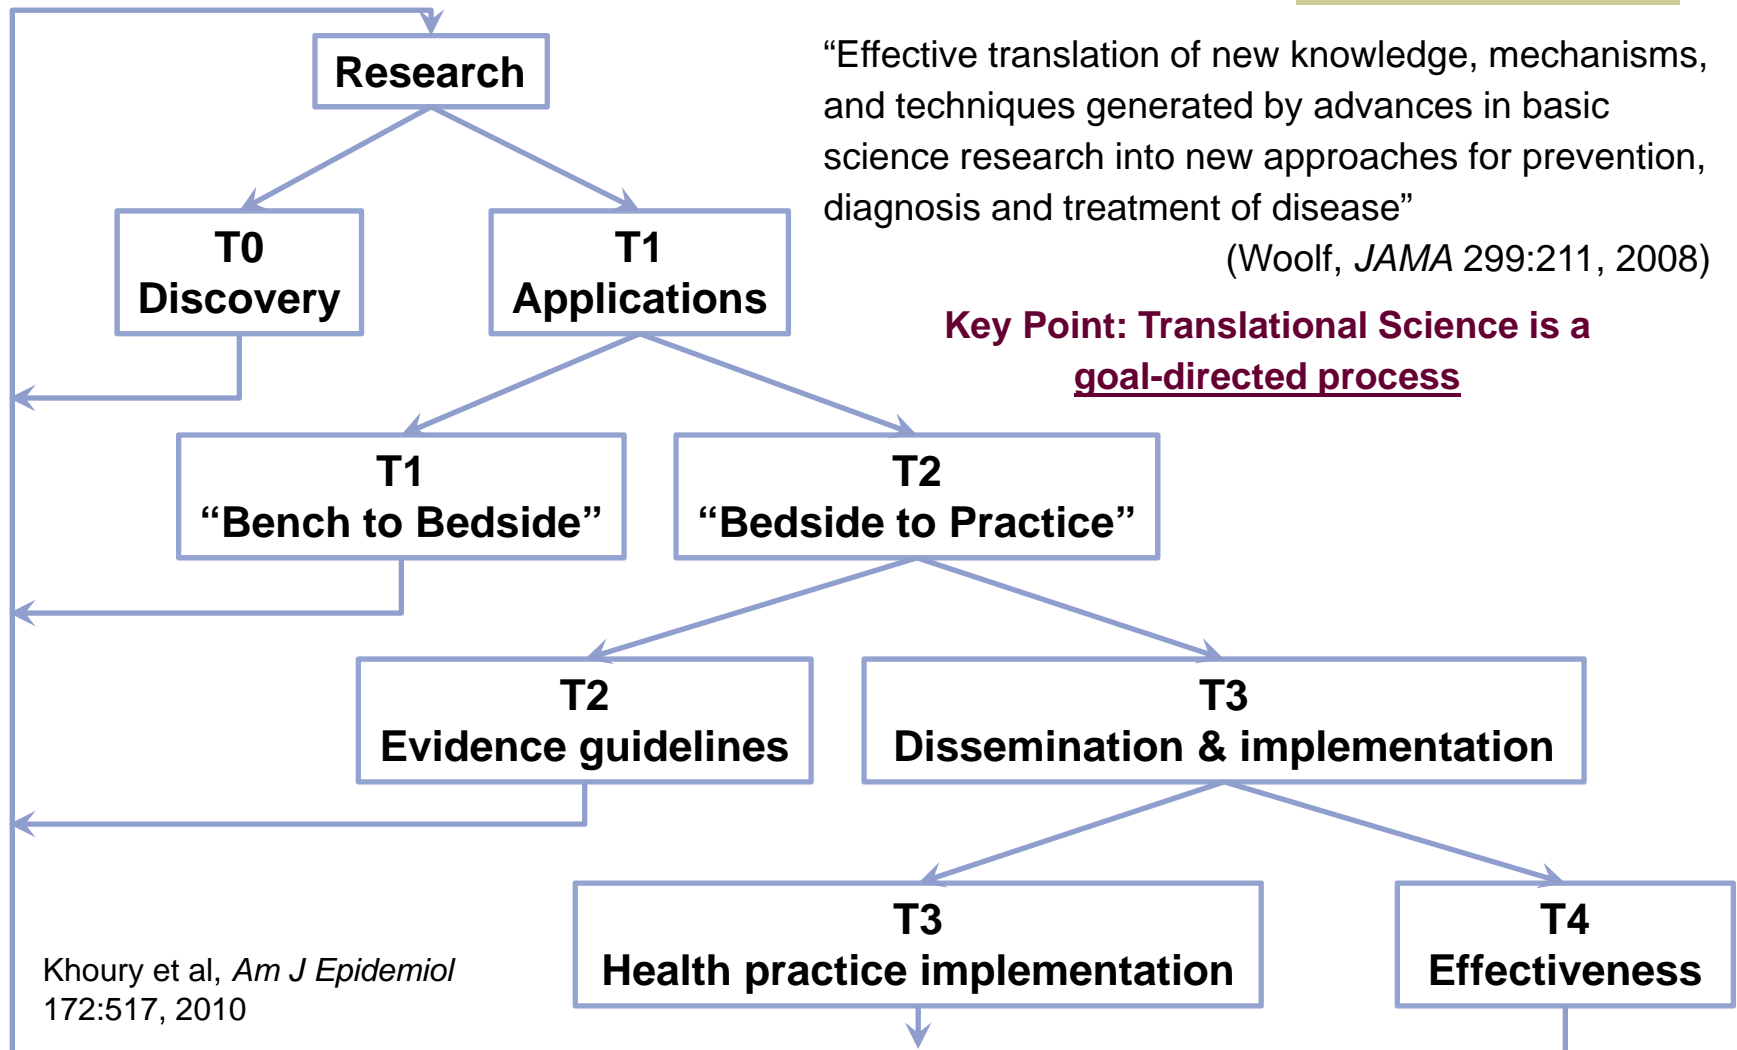 Research
“Effective translation of new knowledge, mechanisms,
and techniques generated by advances in basic
science research into new approaches for prevention,
diagnosis and treatment of disease”
(Woolf, JAMA 299:211, 2008)
Key Point: Translational Science is a
goal-directed process
T0
Discovery
T1
Applications
T1
“Bench to Bedside”
T2
“Bedside to Practice”
T2
Evidence guidelines
T3
Dissemination & implementation
T3
Health practice implementation
T4
Effectiveness
Khoury et al, Am J Epidemiol
172:517, 2010